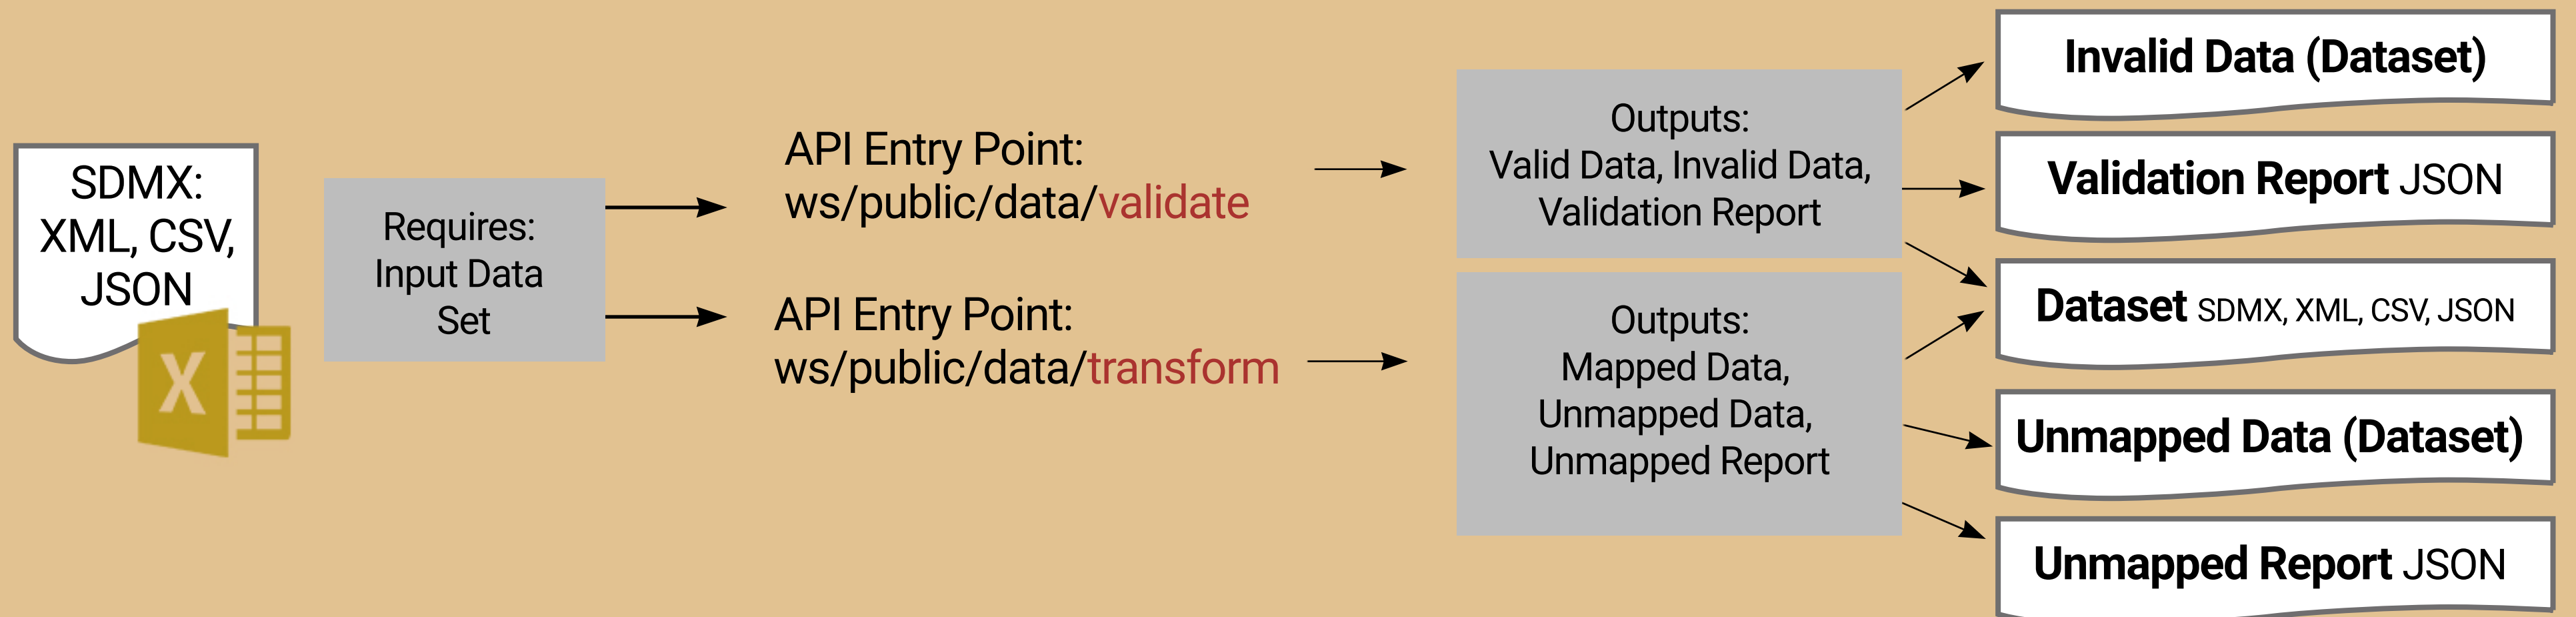 SDMX:
XML, CSV,
JSON
X
Requires:
Input Data
Set
API Entry Point:
ws/public/data/validate
API Entry Point:
ws/public/data/transform
Outputs:
Valid Data, Invalid Data,
Validation Report
Outputs:
Mapped Data,
Unmapped Data,
Unmapped Report
Invalid Data (Dataset)
Validation Report JSON
Dataset SDMX, XML, CSV, JSON
Unmapped Data (Dataset)
Unmapped Report JSON